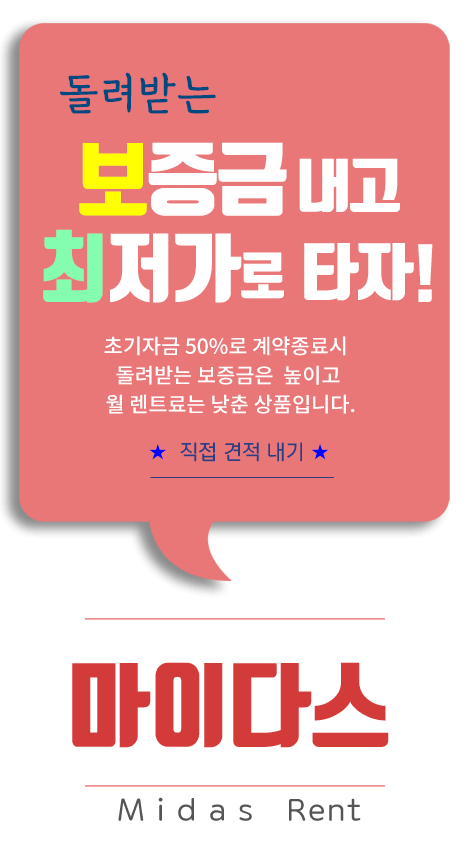 돌려받는
보증금 내고
최저가로 타자!
초기자금 50%로 계약종료시
돌려받는 보증금은 높이고
월 렌트료는 낮춘 상품입니다.
★ 직접 견적 내기 ★
마이다스
Midas Rent